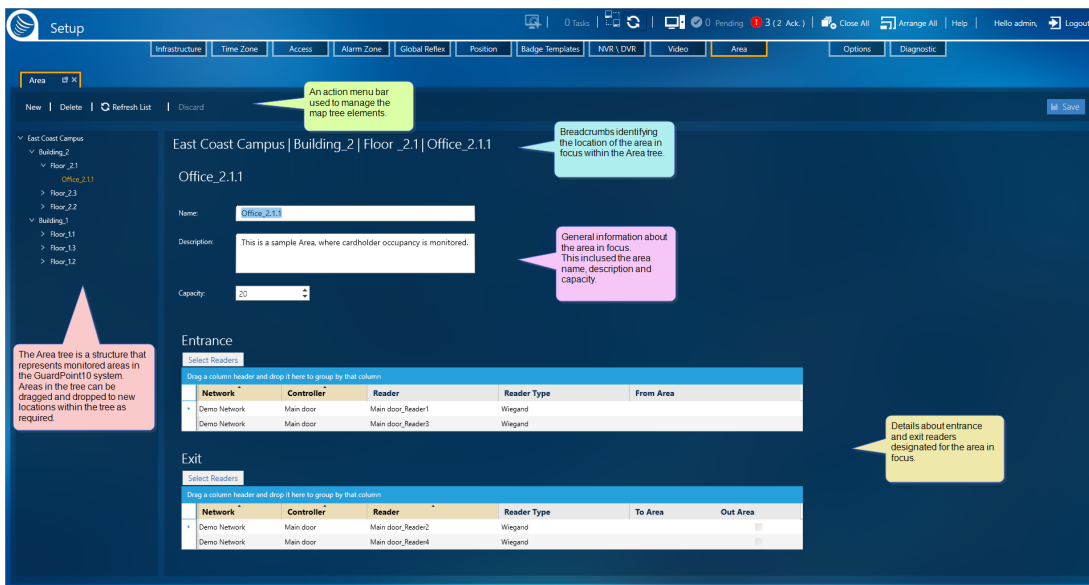 Setup
0 Tasks
0 Pending
! 3 ( 2 Ack. )
Close All
Arrange All
Help
Hello admin,
Logout
Infrastructure
Time Zone
Access
Alarm Zone
Global Reflex
Position
Badge Templates
NVR \ DVR
Video
Area
Options
Diagnostic
Area
New | Delete | Refresh List | Discard
Save
An action menu bar
used to manage the
map tree elements.
East Coast Campus
Building_2
Floor _2.1
Office_2.1.1
Floor_2.3
Floor_2.2
Building_1
Floor_1.1
Floor_1.3
Floor_1.2
The Area tree is a structure that
represents monitored areas in
the GuardPoint10 system.
Areas in the tree can be
dragged and dropped to new
locations within the tree as
required.
East Coast Campus | Building_2 | Floor _2.1 | Office_2.1.1
Breadcrumbs identifying
the location of the area in
focus within the Area tree.
Office_2.1.1
Name: Office_2.1.1
Description: This is a sample Area, where cardholder occupancy is monitored.
Capacity: 20
General information about
the area in focus.
This inclused the area
name, description and
capacity.
Entrance
Select Readers
Drag a column header and drop it here to group by that column
Network Controller Reader Reader Type From Area
Demo Network Main door Main door_Reader1 Wiegand
Demo Network Main door Main door_Reader3 Wiegand
Details about entrance
and exit readers
designated for the area in
focus.
Exit
Select Readers
Drag a column header and drop it here to group by that column
Network Controller Reader Reader Type To Area Out Area
Demo Network Main door Main door_Reader2 Wiegand
Demo Network Main door Main door_Reader4 Wiegand